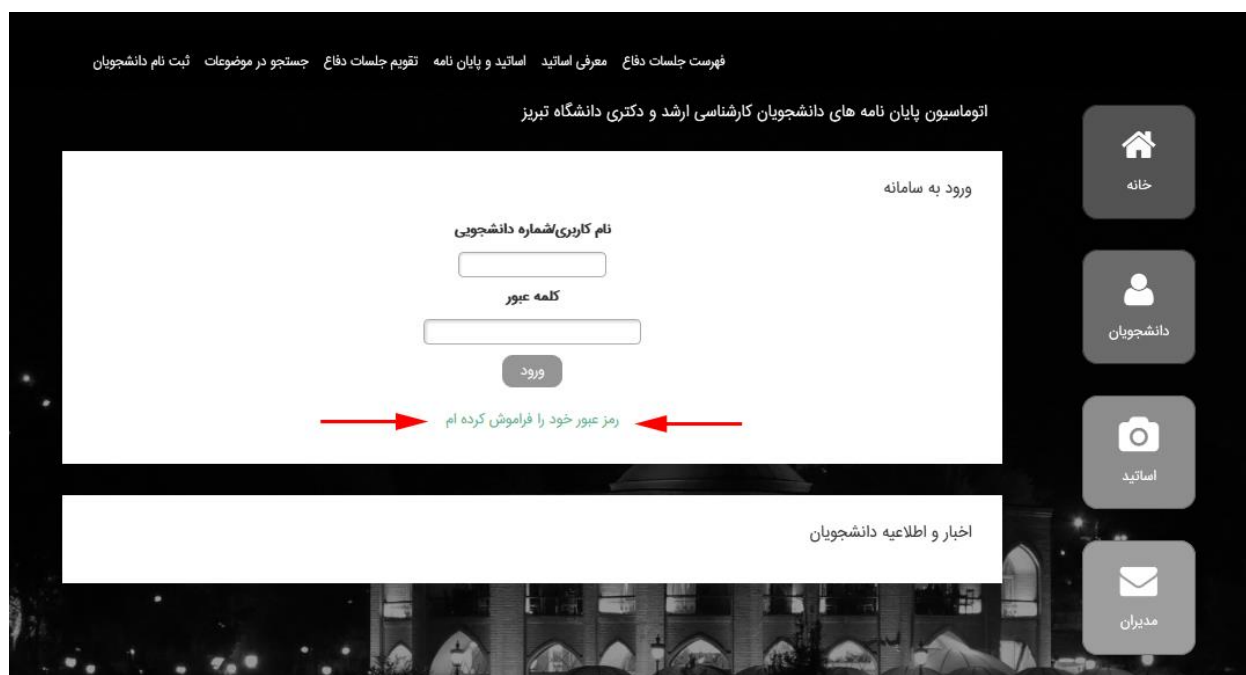 فهرست جلسات دفاع معرفی اساتید اساتید و پایان نامه تقویم جلسات دفاع جستجو در موضوعات ثبت نام دانشجویان
اتوماسیون پایان نامه های دانشجویان کارشناسی ارشد و دکتری دانشگاه تبریز
خانه
دانشجویان
اساتید
مدیران
ورود به سامانه
نام کاربری/شماره دانشجویی
کلمه عبور
ورود
رمز عبور خود را فراموش کرده ام
اخبار و اطلاعیه دانشجویان